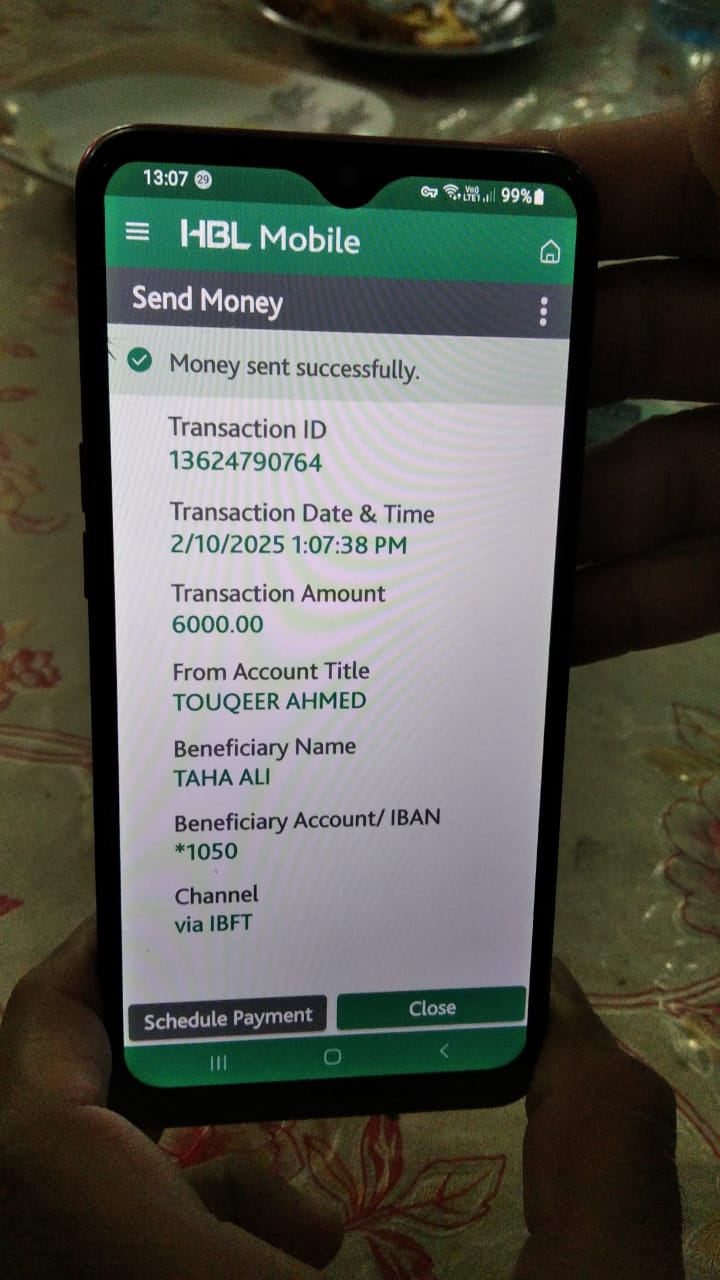 13:07 29 VoI) LTE1 99%
HBL Mobile
Send Money
Money sent successfully.
Transaction ID
13624790764
Transaction Date & Time
2/10/2025 1:07:38 PM
Transaction Amount
6000.00
From Account Title
TOUQEER AHMED
Beneficiary Name
TAHA ALI
Beneficiary Account/ IBAN
*1050
Channel
via IBFT
Schedule Payment Close